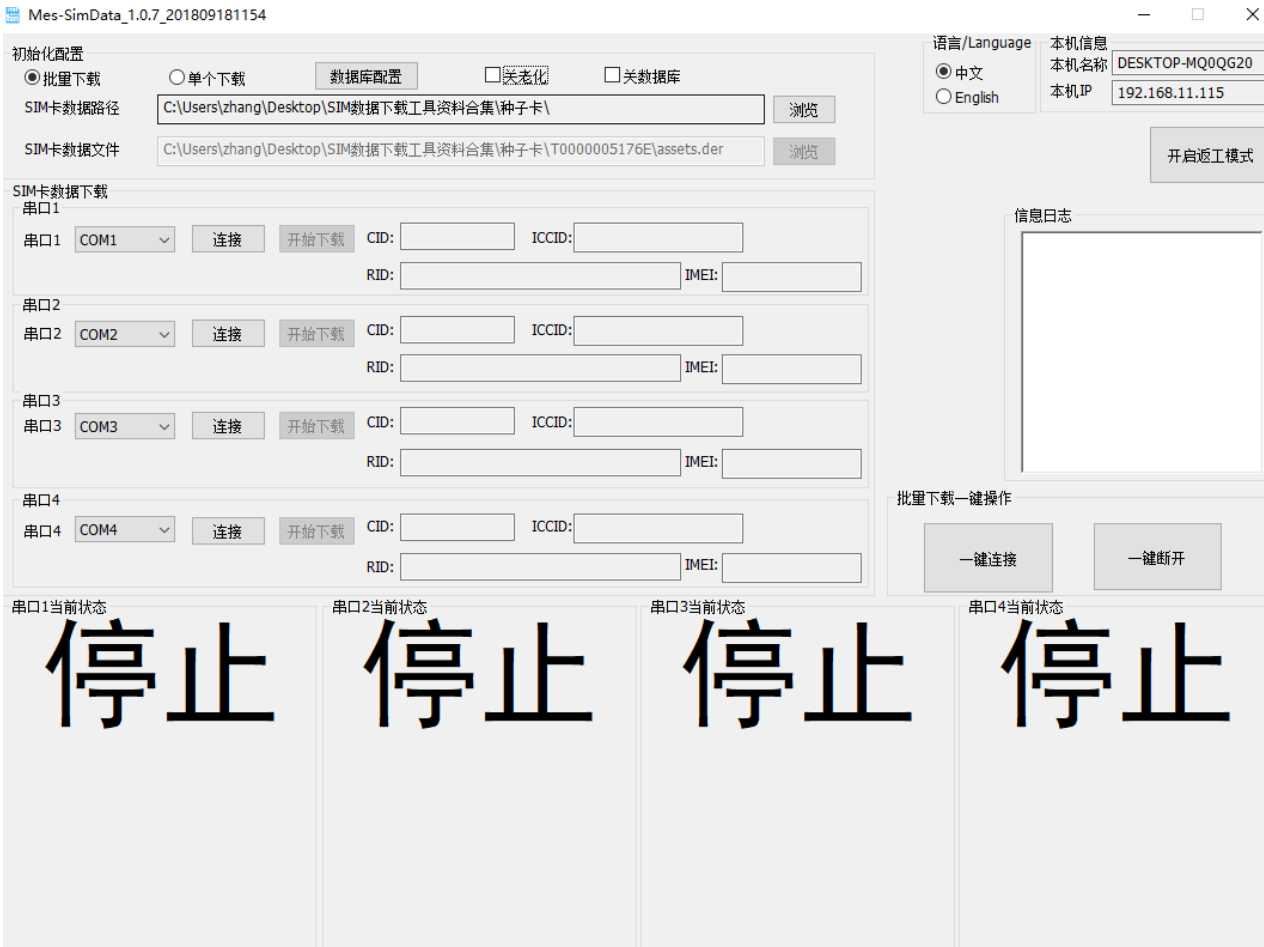 Mes-SimData_1.0.7_201809181154
初始化配置
批量下载 单个下载 数据库配置 关老化 关数据库
SIM卡数据路径 C:\Users\zhang\Desktop\SIM数据下载工具资料合集\种子卡\ 浏览
SIM卡数据文件 C:\Users\zhang\Desktop\SIM数据下载工具资料合集\种子卡\T0000005176E\assets.der 浏览
语言/Language
中文
English
本机信息
本机名称 DESKTOP-MQ0QG20
本机IP 192.168.11.115
开启返工模式
SIM卡数据下载
串口1
串口1 COM1 连接 开始下载 CID: ICCID:
RID: IMEI:
串口2
串口2 COM2 连接 开始下载 CID: ICCID:
RID: IMEI:
串口3
串口3 COM3 连接 开始下载 CID: ICCID:
RID: IMEI:
串口4
串口4 COM4 连接 开始下载 CID: ICCID:
RID: IMEI:
信息日志
批量下载一键操作
一键连接 一键断开
串口1当前状态 串口2当前状态 串口3当前状态 串口4当前状态
停止 停止 停止 停止